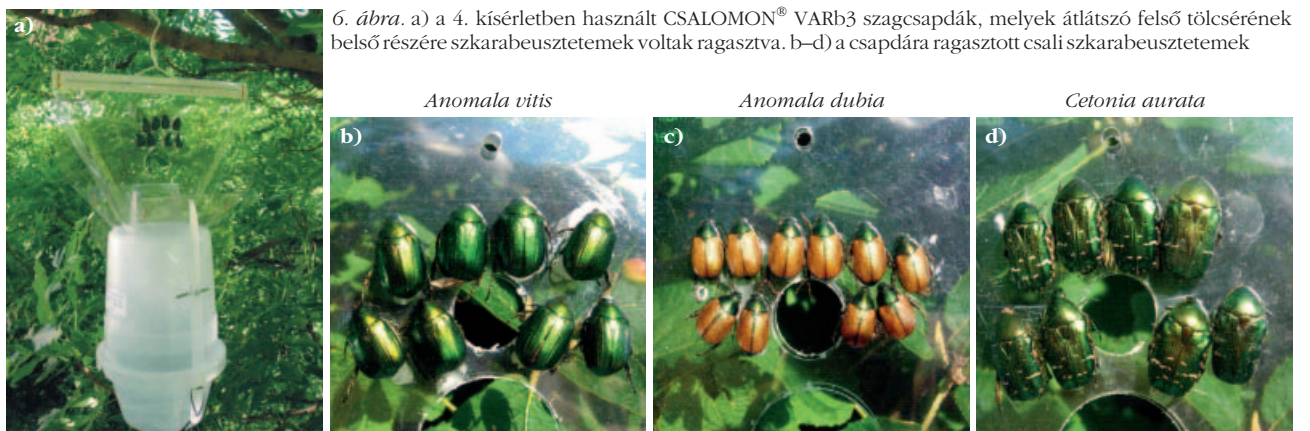 6. ábra. a) a 4. kísérletben használt CSALOMON® VARb3 szagcsapdák, melyek átlátszó felső tölcsérének
belső részére szkarabeusztetemek voltak ragasztva. b–d) a csapdára ragasztott csali szkarabeusztetemek
a)
Anomala vitis
Anomala dubia
Cetonia aurata
b)
c)
d)